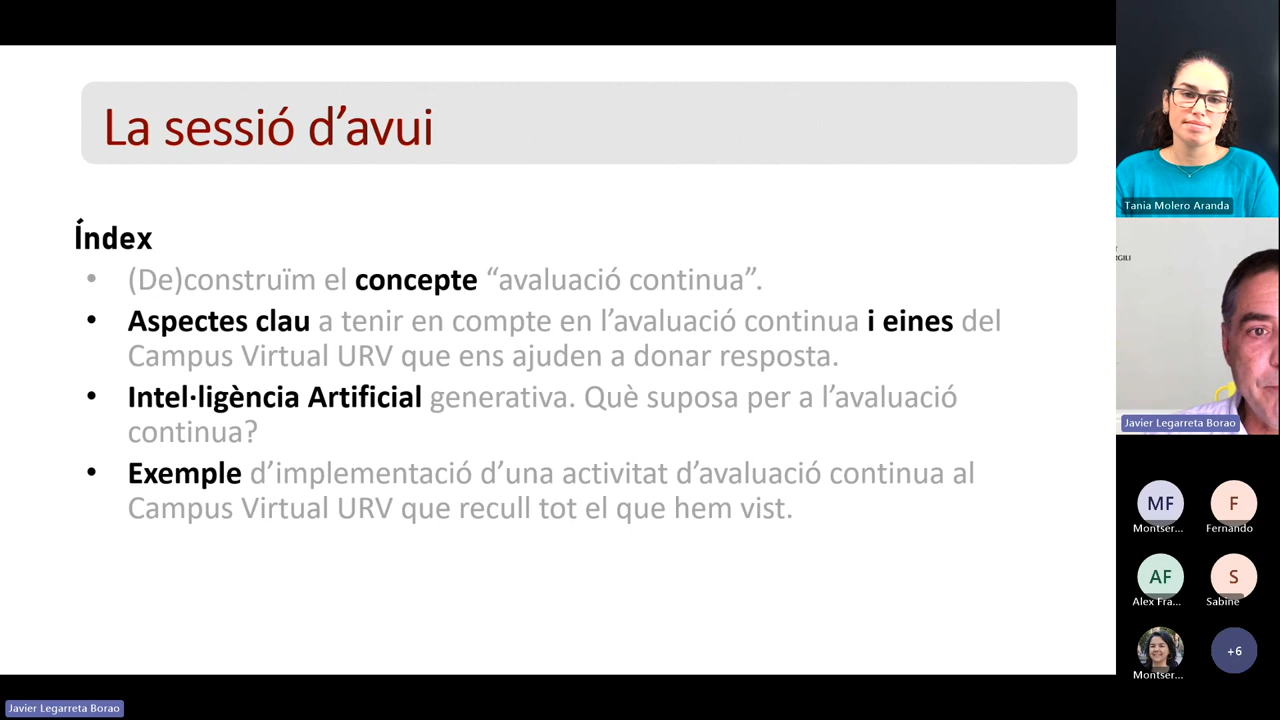 La sessió d’avui
Índex
• (De)construïm el concepte “avaluació continua”.
• Aspectes clau a tenir en compte en l’avaluació continua i eines del
Campus Virtual URV que ens ajuden a donar resposta.
• Intel·ligència Artificial generativa. Què suposa per a l’avaluació
continua?
• Exemple d’implementació d’una activitat d’avaluació continua al
Campus Virtual URV que recull tot el que hem vist.
Tania Molero Aranda
Javier Legarreta Borao
MF
Montser...
F
Fernando
AF
Alex Fra...
S
Sabine
Montser...
+6
Javier Legarreta Borao